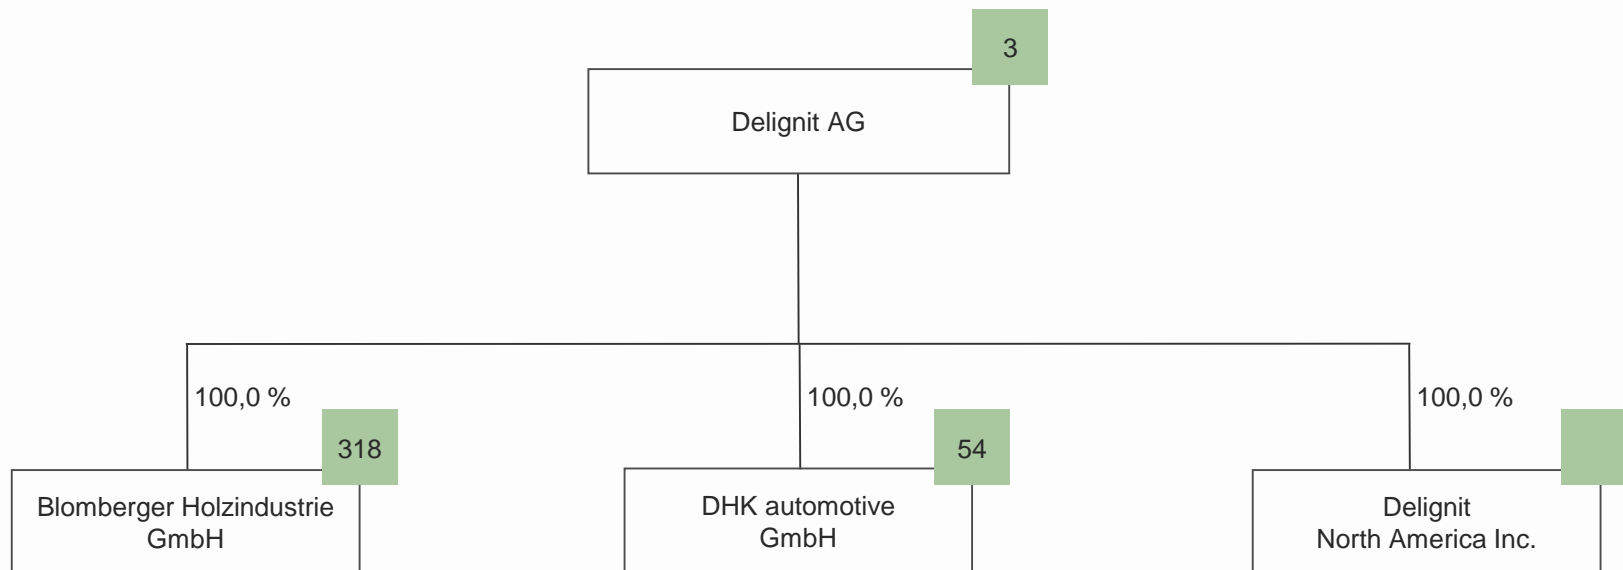 3
Delignit AG
100,0 %
100,0 %
100,0 %
318
54
Blomberger Holzindustrie
GmbH
DHK automotive
GmbH
Delignit
North America Inc.